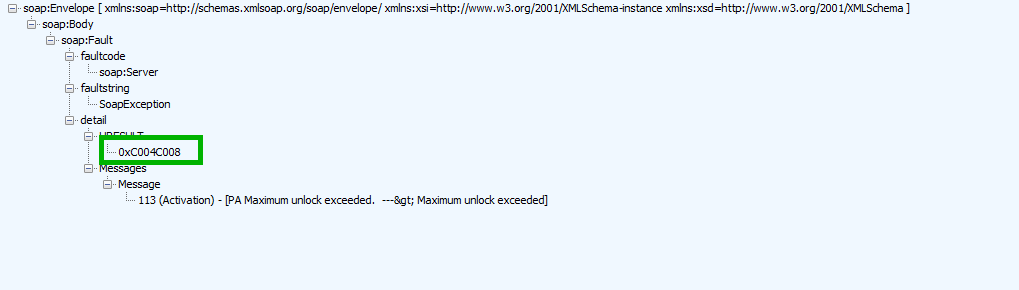 soap:Envelope [ xmlns:soap=http://schemas.xmlsoap.org/soap/envelope/ xmlns:xsi=http://www.w3.org/2001/XMLSchema-instance xmlns:xsd=http://www.w3.org/2001/XMLSchema ]
soap:Body
soap:Fault
faultcode
soap:Server
faultstring
SoapException
detail
HRESULT
0xC004C008
Messages
Message
113 (Activation) - [PA Maximum unlock exceeded.  ---&gt; Maximum unlock exceeded]